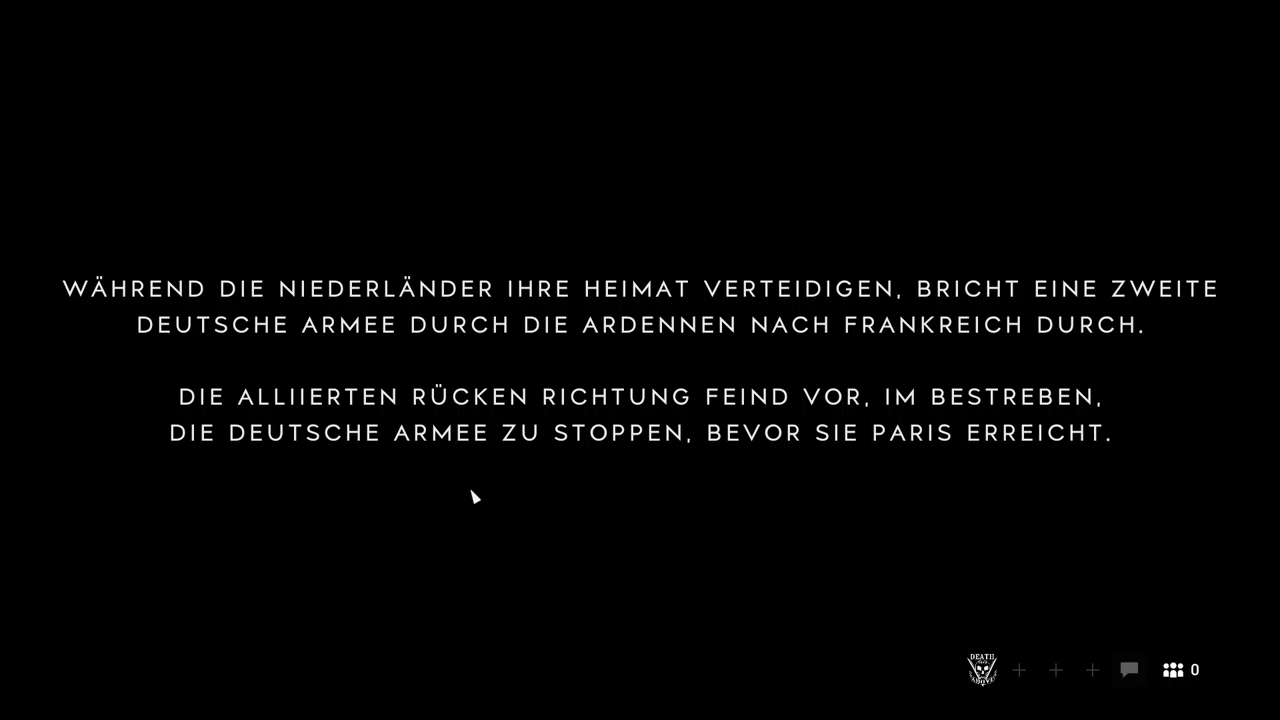 WÄHREND DIE NIEDERLÄNDER IHRE HEIMAT VERTEIDIGEN, BRICHT EINE ZWEITE
DEUTSCHE ARMEE DURCH DIE ARDENNEN NACH FRANKREICH DURCH.
DIE ALLIIERTEN RÜCKEN RICHTUNG FEIND VOR, IM BESTREBEN,
DIE DEUTSCHE ARMEE ZU STOPPEN, BEVOR SIE PARIS ERREICHT.
DEATH
0